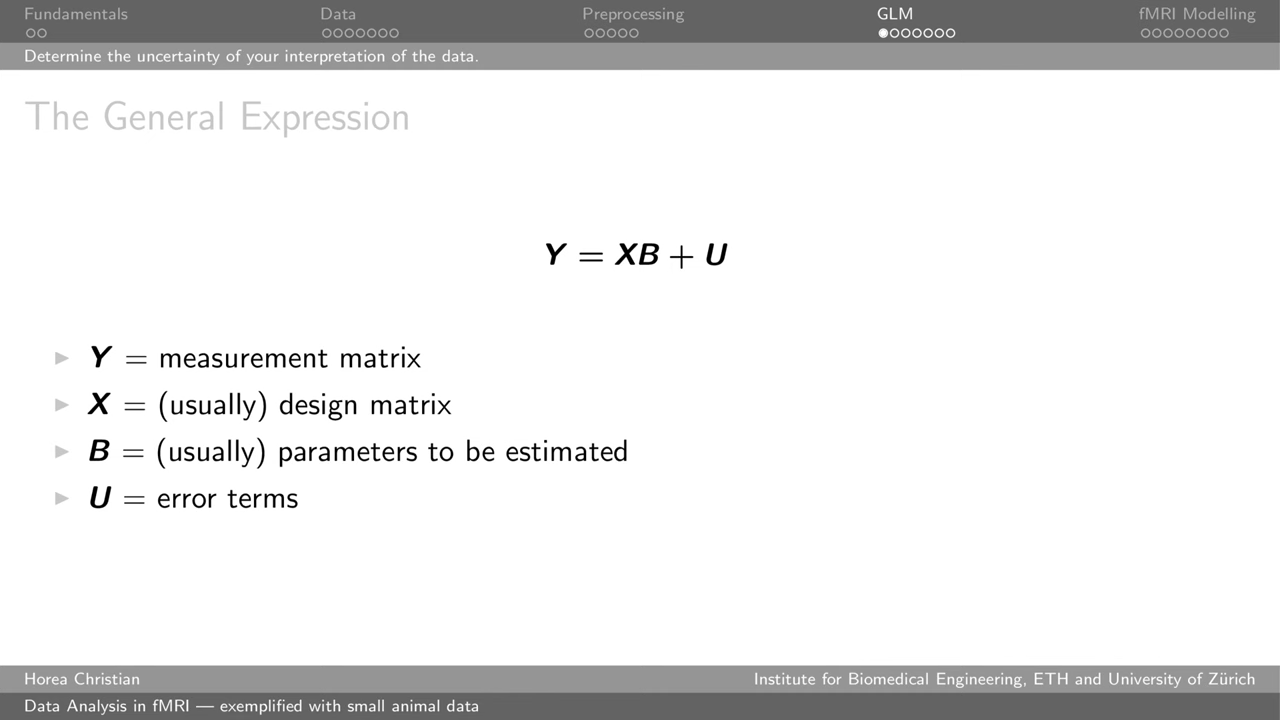 Fundamentals Data Preprocessing GLM fMRI Modelling
Determine the uncertainty of your interpretation of the data.
The General Expression
Y = XB + U
Y = measurement matrix
X = (usually) design matrix
B = (usually) parameters to be estimated
U = error terms
Horea Christian Institute for Biomedical Engineering, ETH and University of Zürich
Data Analysis in fMRI — exemplified with small animal data